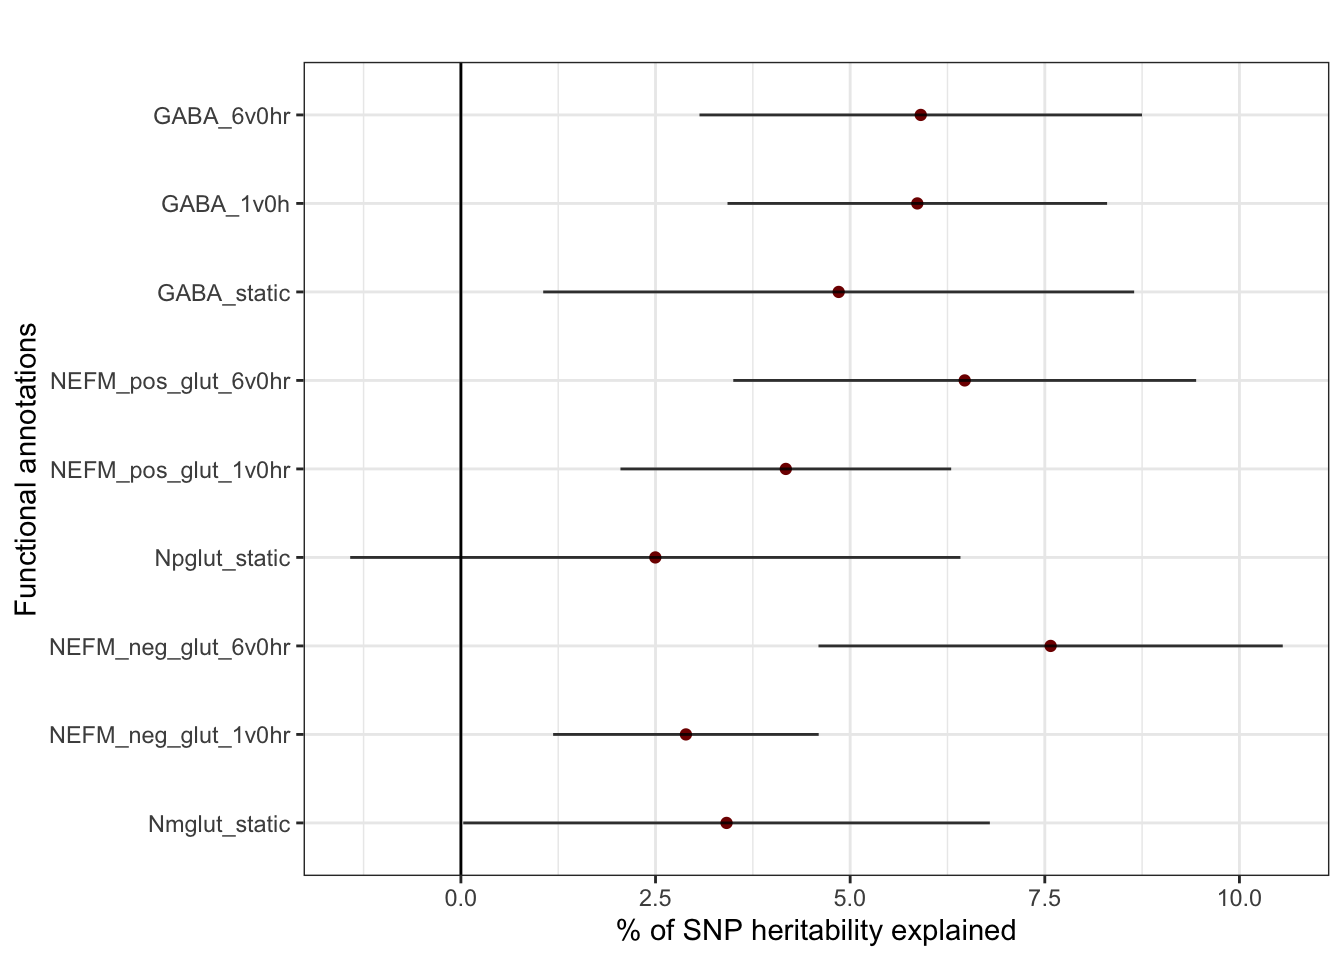 GABA_6v0hr
GABA_1v0h
GABA_static
NEFM_pos_glut_6v0hr
NEFM_pos_glut_1v0hr
Npglut_static
NEFM_neg_glut_6v0hr
NEFM_neg_glut_1v0hr
Nmglut_static
Functional annotations
0.0 2.5 5.0 7.5 10.0
% of SNP heritability explained